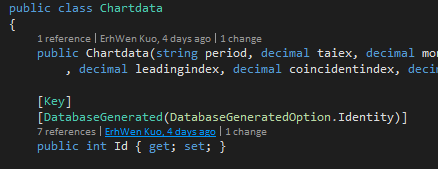 public class Chartdata
{
1 reference | ErhWen Kuo, 4 days ago | 1 change
public Chartdata(string period, decimal taiex, decimal mo
, decimal leadingindex, decimal coincidentindex, deci
[Key]
[DatabaseGenerated(DatabaseGeneratedOption.Identity)]
7 references | ErhWen Kuo, 4 days ago | 1 change
public int Id { get; set; }